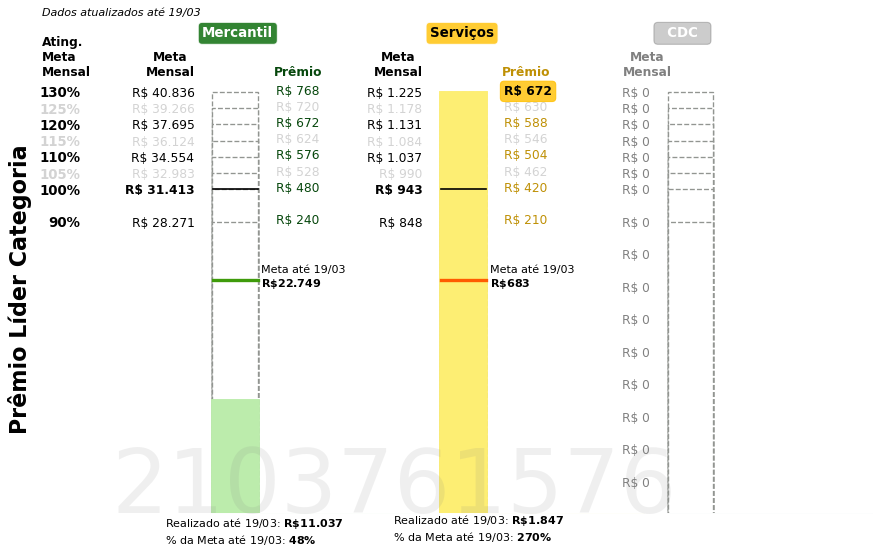 Dados atualizados até 19/03
Mercantil Serviços CDC
Ating. Meta Mensal Meta Mensal Prêmio Meta Mensal Prêmio Meta Mensal
130% R$ 40.836 R$ 768 R$ 1.225 R$ 672 R$ 0
125% R$ 39.266 R$ 720 R$ 1.178 R$ 630 R$ 0
120% R$ 37.695 R$ 672 R$ 1.131 R$ 588 R$ 0
115% R$ 36.124 R$ 624 R$ 1.084 R$ 546 R$ 0
110% R$ 34.554 R$ 576 R$ 1.037 R$ 504 R$ 0
105% R$ 32.983 R$ 528 R$ 990 R$ 462 R$ 0
100% R$ 31.413 R$ 480 R$ 943 R$ 420 R$ 0
90% R$ 28.271 R$ 240 R$ 848 R$ 210 R$ 0
R$ 0
Meta até 19/03 Meta até 19/03
R$22.749 R$683 R$ 0
R$ 0
R$ 0
R$ 0
R$ 0
R$ 0
R$ 0
Prêmio Líder Categoria
2103761576
Realizado até 19/03: R$11.037 Realizado até 19/03: R$1.847
% da Meta até 19/03: 48% % da Meta até 19/03: 270%